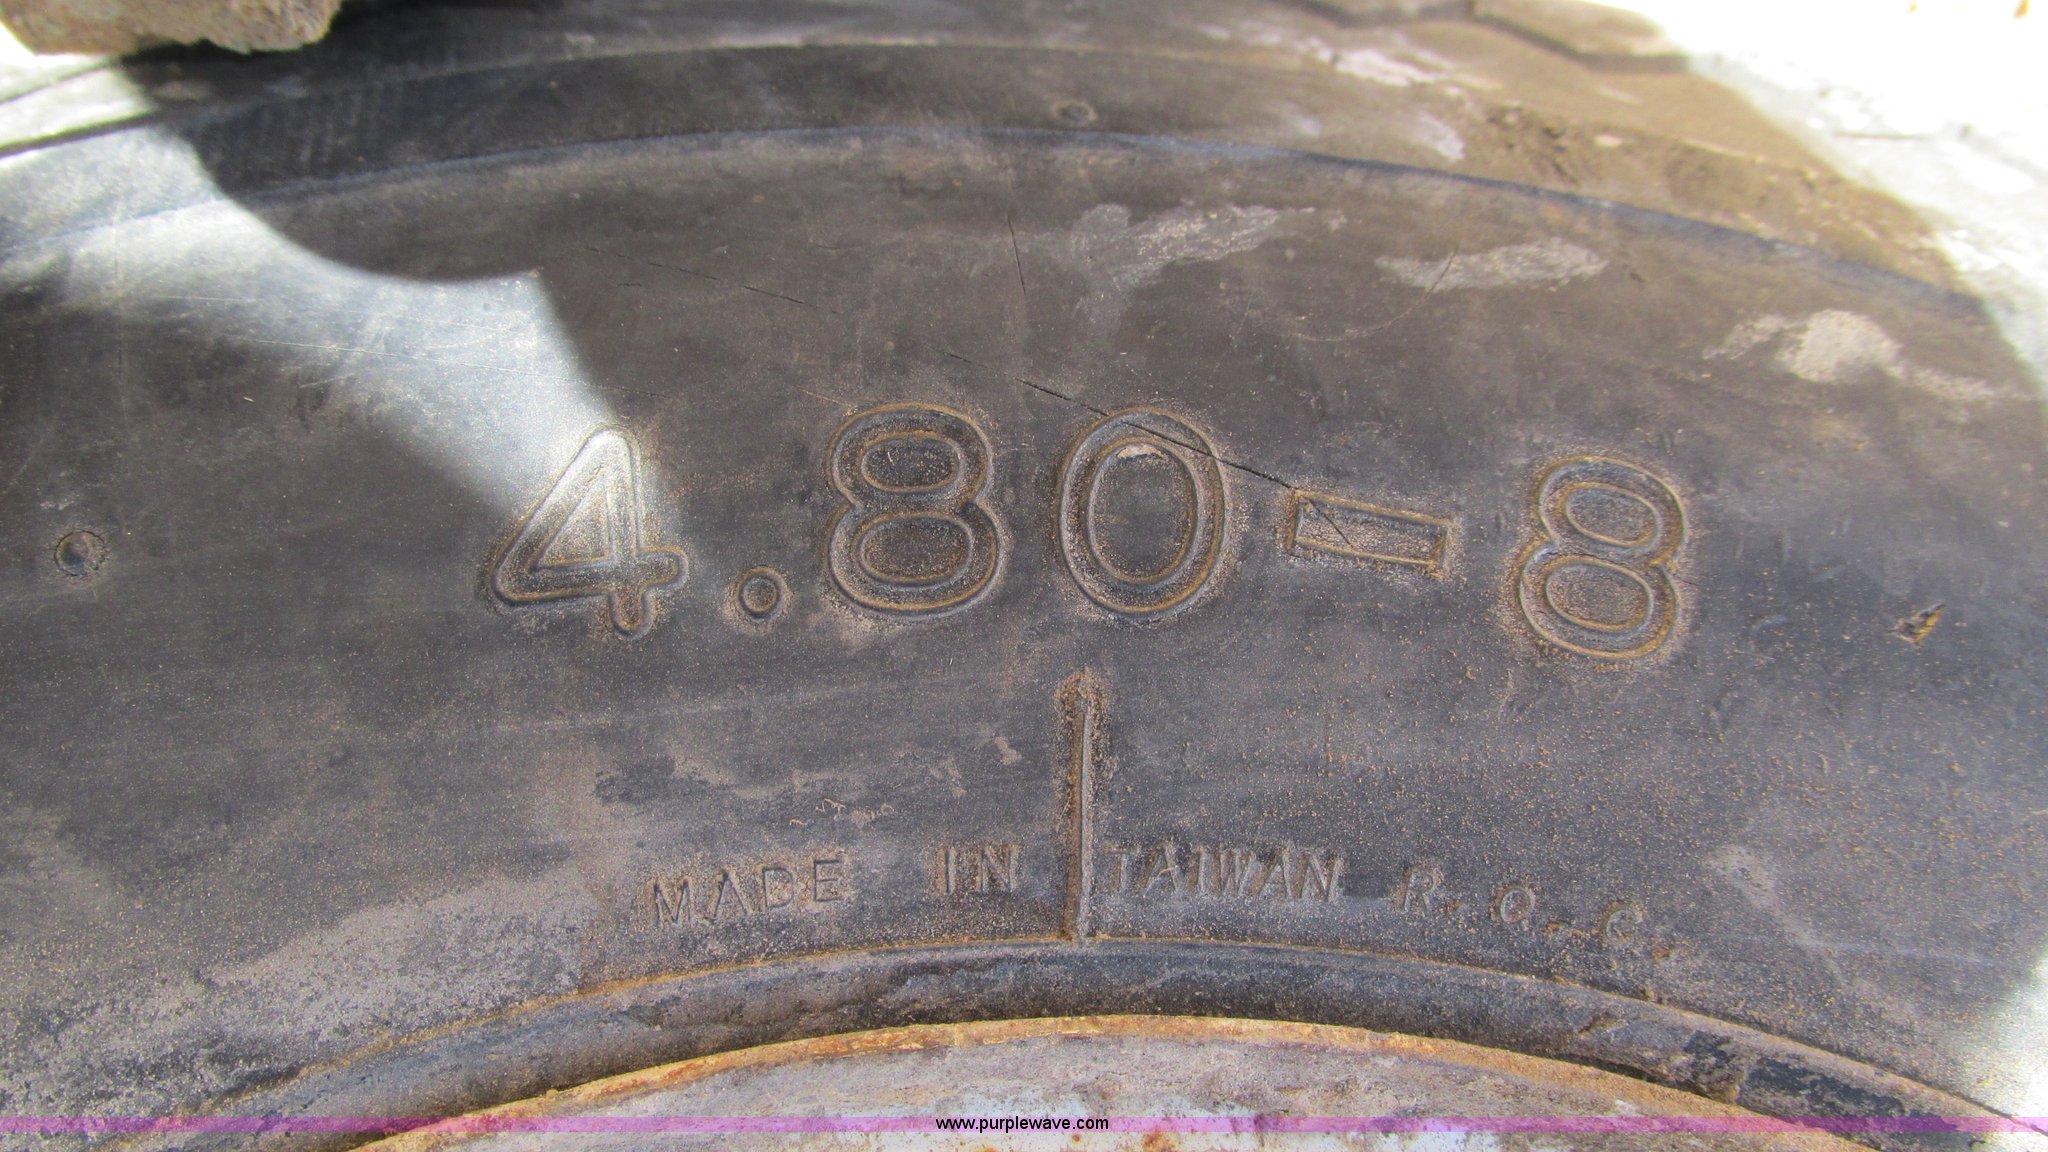 4.80-8
MADE IN TAIWAN R.O.C.
www.purplewave.com